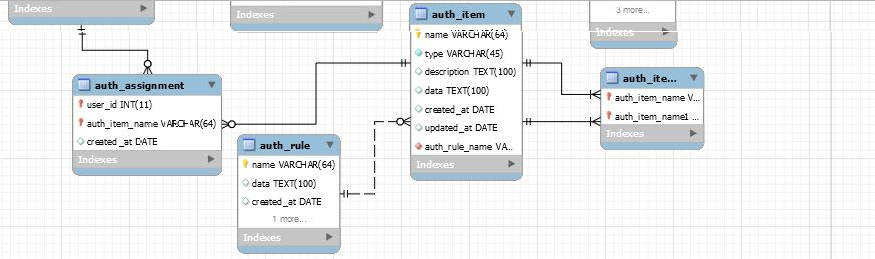 Indexes
Indexes
3 more...
Indexes
auth_item
name VARCHAR(64)
type VARCHAR(45)
description TEXT(100)
data TEXT(100)
created_at DATE
updated_at DATE
auth_rule_name VA...
Indexes
auth_assignment
user_id INT(11)
auth_item_name VARCHAR(64)
created_at DATE
Indexes
auth_ite...
auth_item_name V...
auth_item_name1 ...
Indexes
auth_rule
name VARCHAR(64)
data TEXT(100)
created_at DATE
1 more...
Indexes